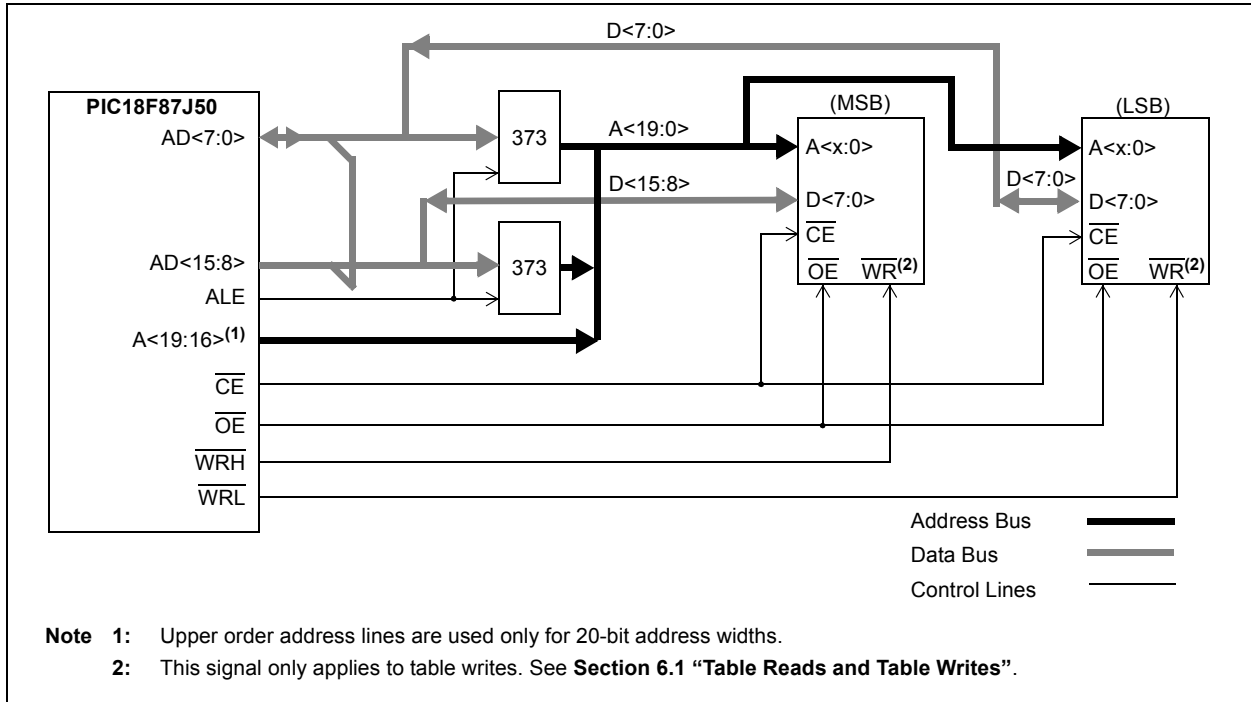 D<7:0>
PIC18F87J50
AD<7:0>
373
A<19:0>
(MSB)
(LSB)
A<x:0>
A<x:0>
D<15:8>
D<7:0>
D<7:0>
D<7:0>
CE
CE
AD<15:8>
373
OE
WR(2)
OE
WR(2)
ALE
A<19:16>(1)
CE
OE
WRH
WRL
Address Bus
Data Bus
Control Lines
Note 1: Upper order address lines are used only for 20-bit address widths.
2: This signal only applies to table writes. See Section 6.1 “Table Reads and Table Writes”.